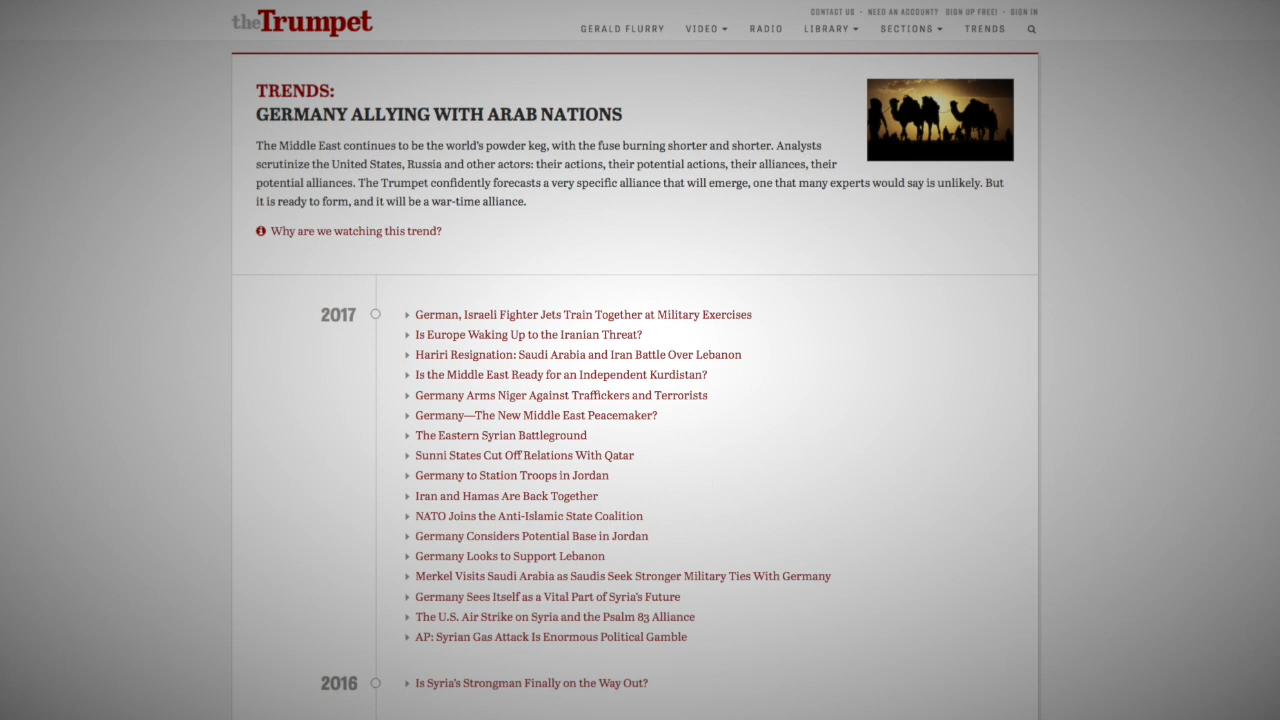 theTrumpet
CONTACT US · NEED AN ACCOUNT? SIGN UP FREE! · SIGN IN
GERALD FLURRY VIDEO RADIO LIBRARY SECTIONS TRENDS
TRENDS:
GERMANY ALLYING WITH ARAB NATIONS
The Middle East continues to be the world's powder keg, with the fuse burning shorter and shorter. Analysts
scrutinize the United States, Russia and other actors: their actions, their potential actions, their alliances, their
potential alliances. The Trumpet confidently forecasts a very specific alliance that will emerge, one that many experts would say is unlikely. But
it is ready to form, and it will be a war-time alliance.
Why are we watching this trend?
2017
German, Israeli Fighter Jets Train Together at Military Exercises
Is Europe Waking Up to the Iranian Threat?
Hariri Resignation: Saudi Arabia and Iran Battle Over Lebanon
Is the Middle East Ready for an Independent Kurdistan?
Germany Arms Niger Against Traffickers and Terrorists
Germany—The New Middle East Peacemaker?
The Eastern Syrian Battleground
Sunni States Cut Off Relations With Qatar
Germany to Station Troops in Jordan
Iran and Hamas Are Back Together
NATO Joins the Anti-Islamic State Coalition
Germany Considers Potential Base in Jordan
Germany Looks to Support Lebanon
Merkel Visits Saudi Arabia as Saudis Seek Stronger Military Ties With Germany
Germany Sees Itself as a Vital Part of Syria's Future
The U.S. Air Strike on Syria and the Psalm 83 Alliance
AP: Syrian Gas Attack Is Enormous Political Gamble
2016
Is Syria's Strongman Finally on the Way Out?